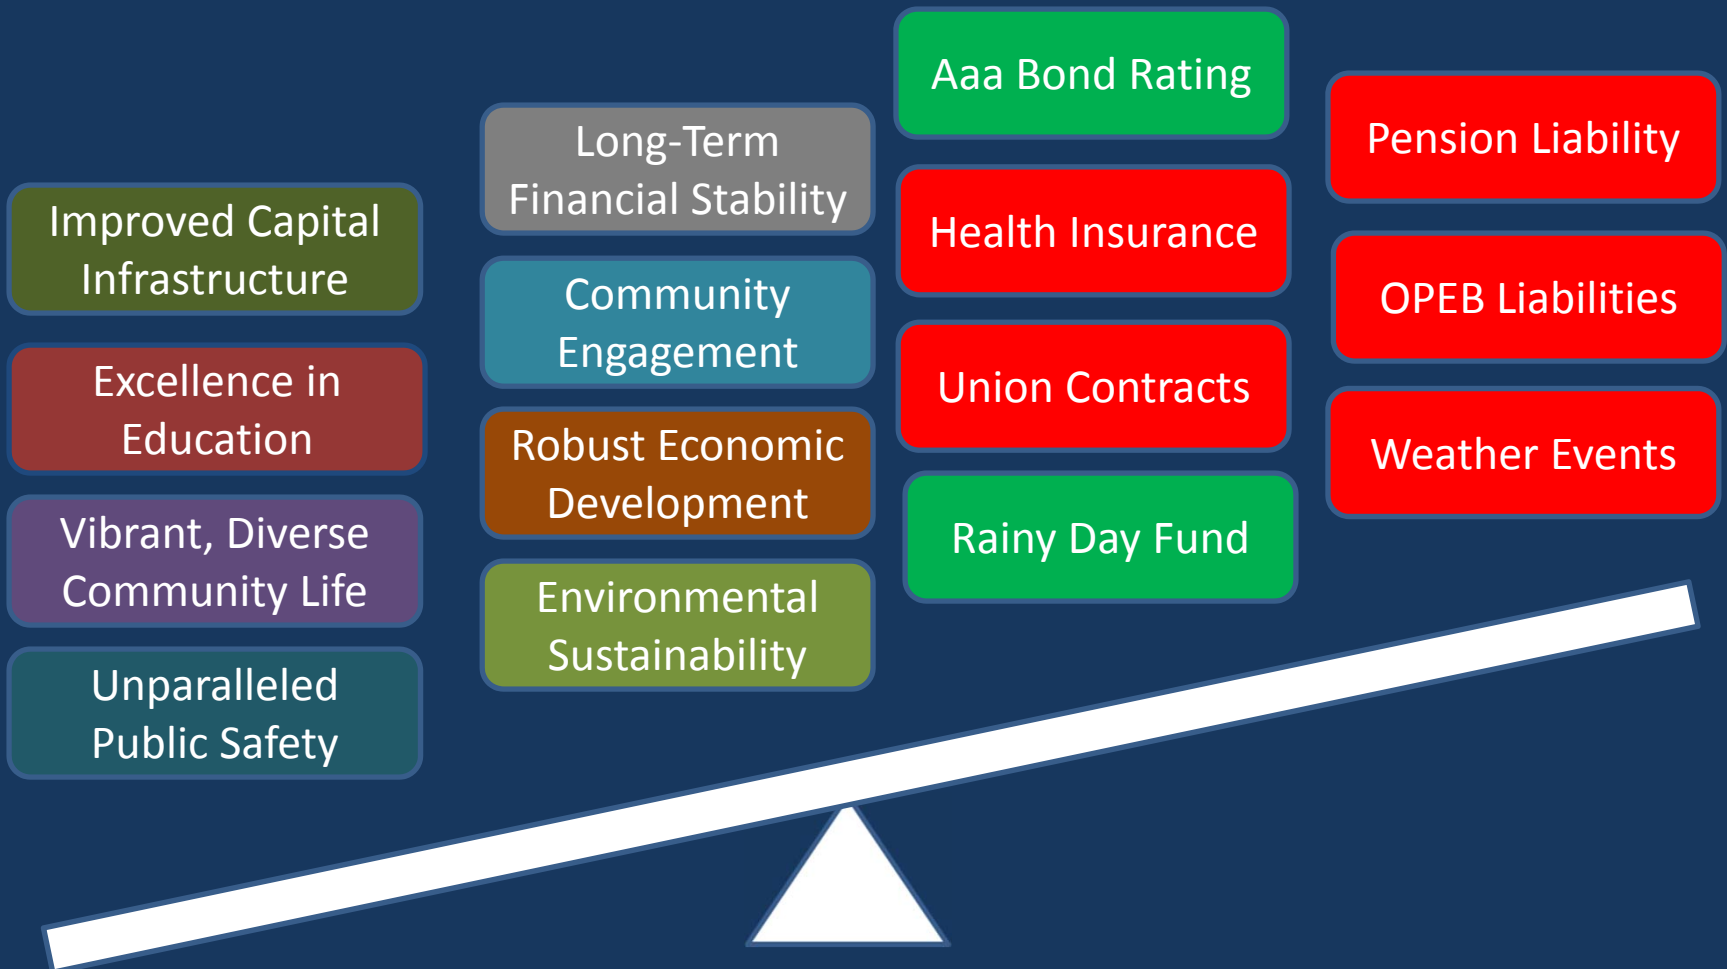 Improved Capital
Infrastructure
Excellence in
Education
Vibrant, Diverse
Community Life
Unparalleled
Public Safety
Long-Term
Financial Stability
Community
Engagement
Robust Economic
Development
Environmental
Sustainability
Aaa Bond Rating
Health Insurance
Union Contracts
Rainy Day Fund
Pension Liability
OPEB Liabilities
Weather Events